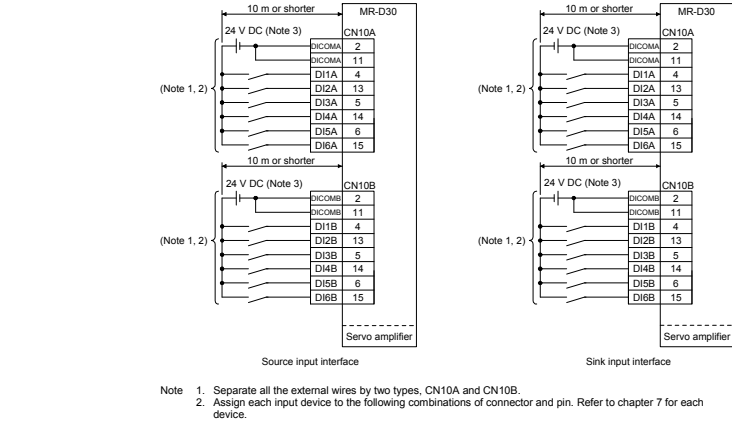 10 m or shorter MR-D30
24 V DC (Note 3) CN10A
DICOMA 2
DICOMA 11
DI1A 4
(Note 1, 2) DI2A 13
DI3A 5
DI4A 14
DI5A 6
DI6A 15
10 m or shorter
24 V DC (Note 3) CN10B
DICOMB 2
DICOMB 11
DI1B 4
(Note 1, 2) DI2B 13
DI3B 5
DI4B 14
DI5B 6
DI6B 15
Servo amplifier
Source input interface
10 m or shorter MR-D30
24 V DC (Note 3) CN10A
DICOMA 2
DICOMA 11
DI1A 4
(Note 1, 2) DI2A 13
DI3A 5
DI4A 14
DI5A 6
DI6A 15
10 m or shorter
24 V DC (Note 3) CN10B
DICOMB 2
DICOMB 11
DI1B 4
(Note 1, 2) DI2B 13
DI3B 5
DI4B 14
DI5B 6
DI6B 15
Servo amplifier
Sink input interface
Note 1. Separate all the external wires by two types, CN10A and CN10B.
2. Assign each input device to the following combinations of connector and pin. Refer to chapter 7 for each
device.